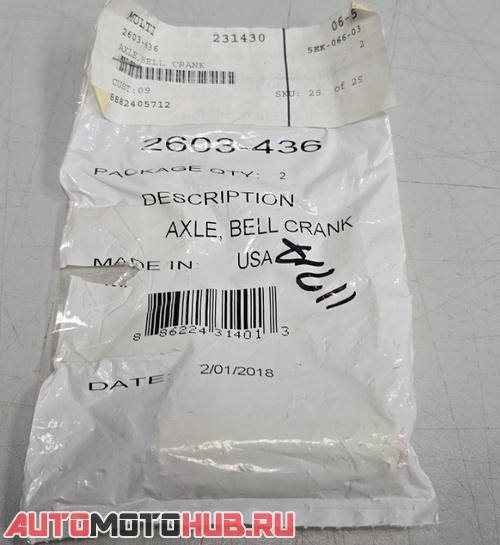 MULTI 231430 06-5
2603-436 5EK-066-03
AXLE,BELL CRANK 2
CUST:09 SKU: 25 of 25
8882405712
2603-436
PACKAGE QTY: 2
DESCRIPTION
AXLE, BELL CRANK
MADE IN: USA
8 86224 31401 3
DATE: 2/01/2018
AUTOMOTOHUB.RU